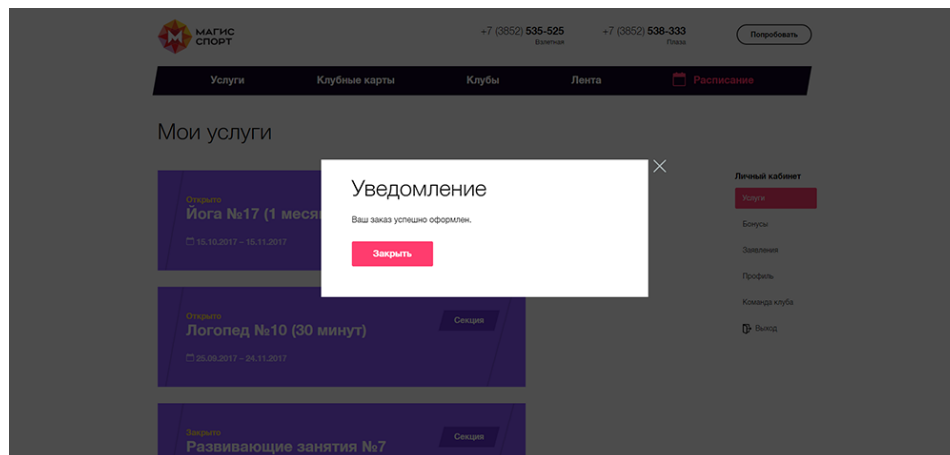 МАГИС
СПОРТ
+7 (3852) 535-525
Взлетная
+7 (3852) 538-333
Плаза
Попробовать
Услуги
Клубные карты
Клубы
Лента
Расписание
Мои услуги
Открыто
Йога №17 (1 меся
15.10.2017 – 15.11.2017
Уведомление
Ваш заказ успешно оформлен.
Закрыть
Открыто
Логопед №10 (30 минут)
Секция
25.09.2017 – 24.11.2017
Закрыто
Развивающие занятия №7
Секция
Личный кабинет
Услуги
Бонусы
Заявления
Профиль
Команда клуба
Выход